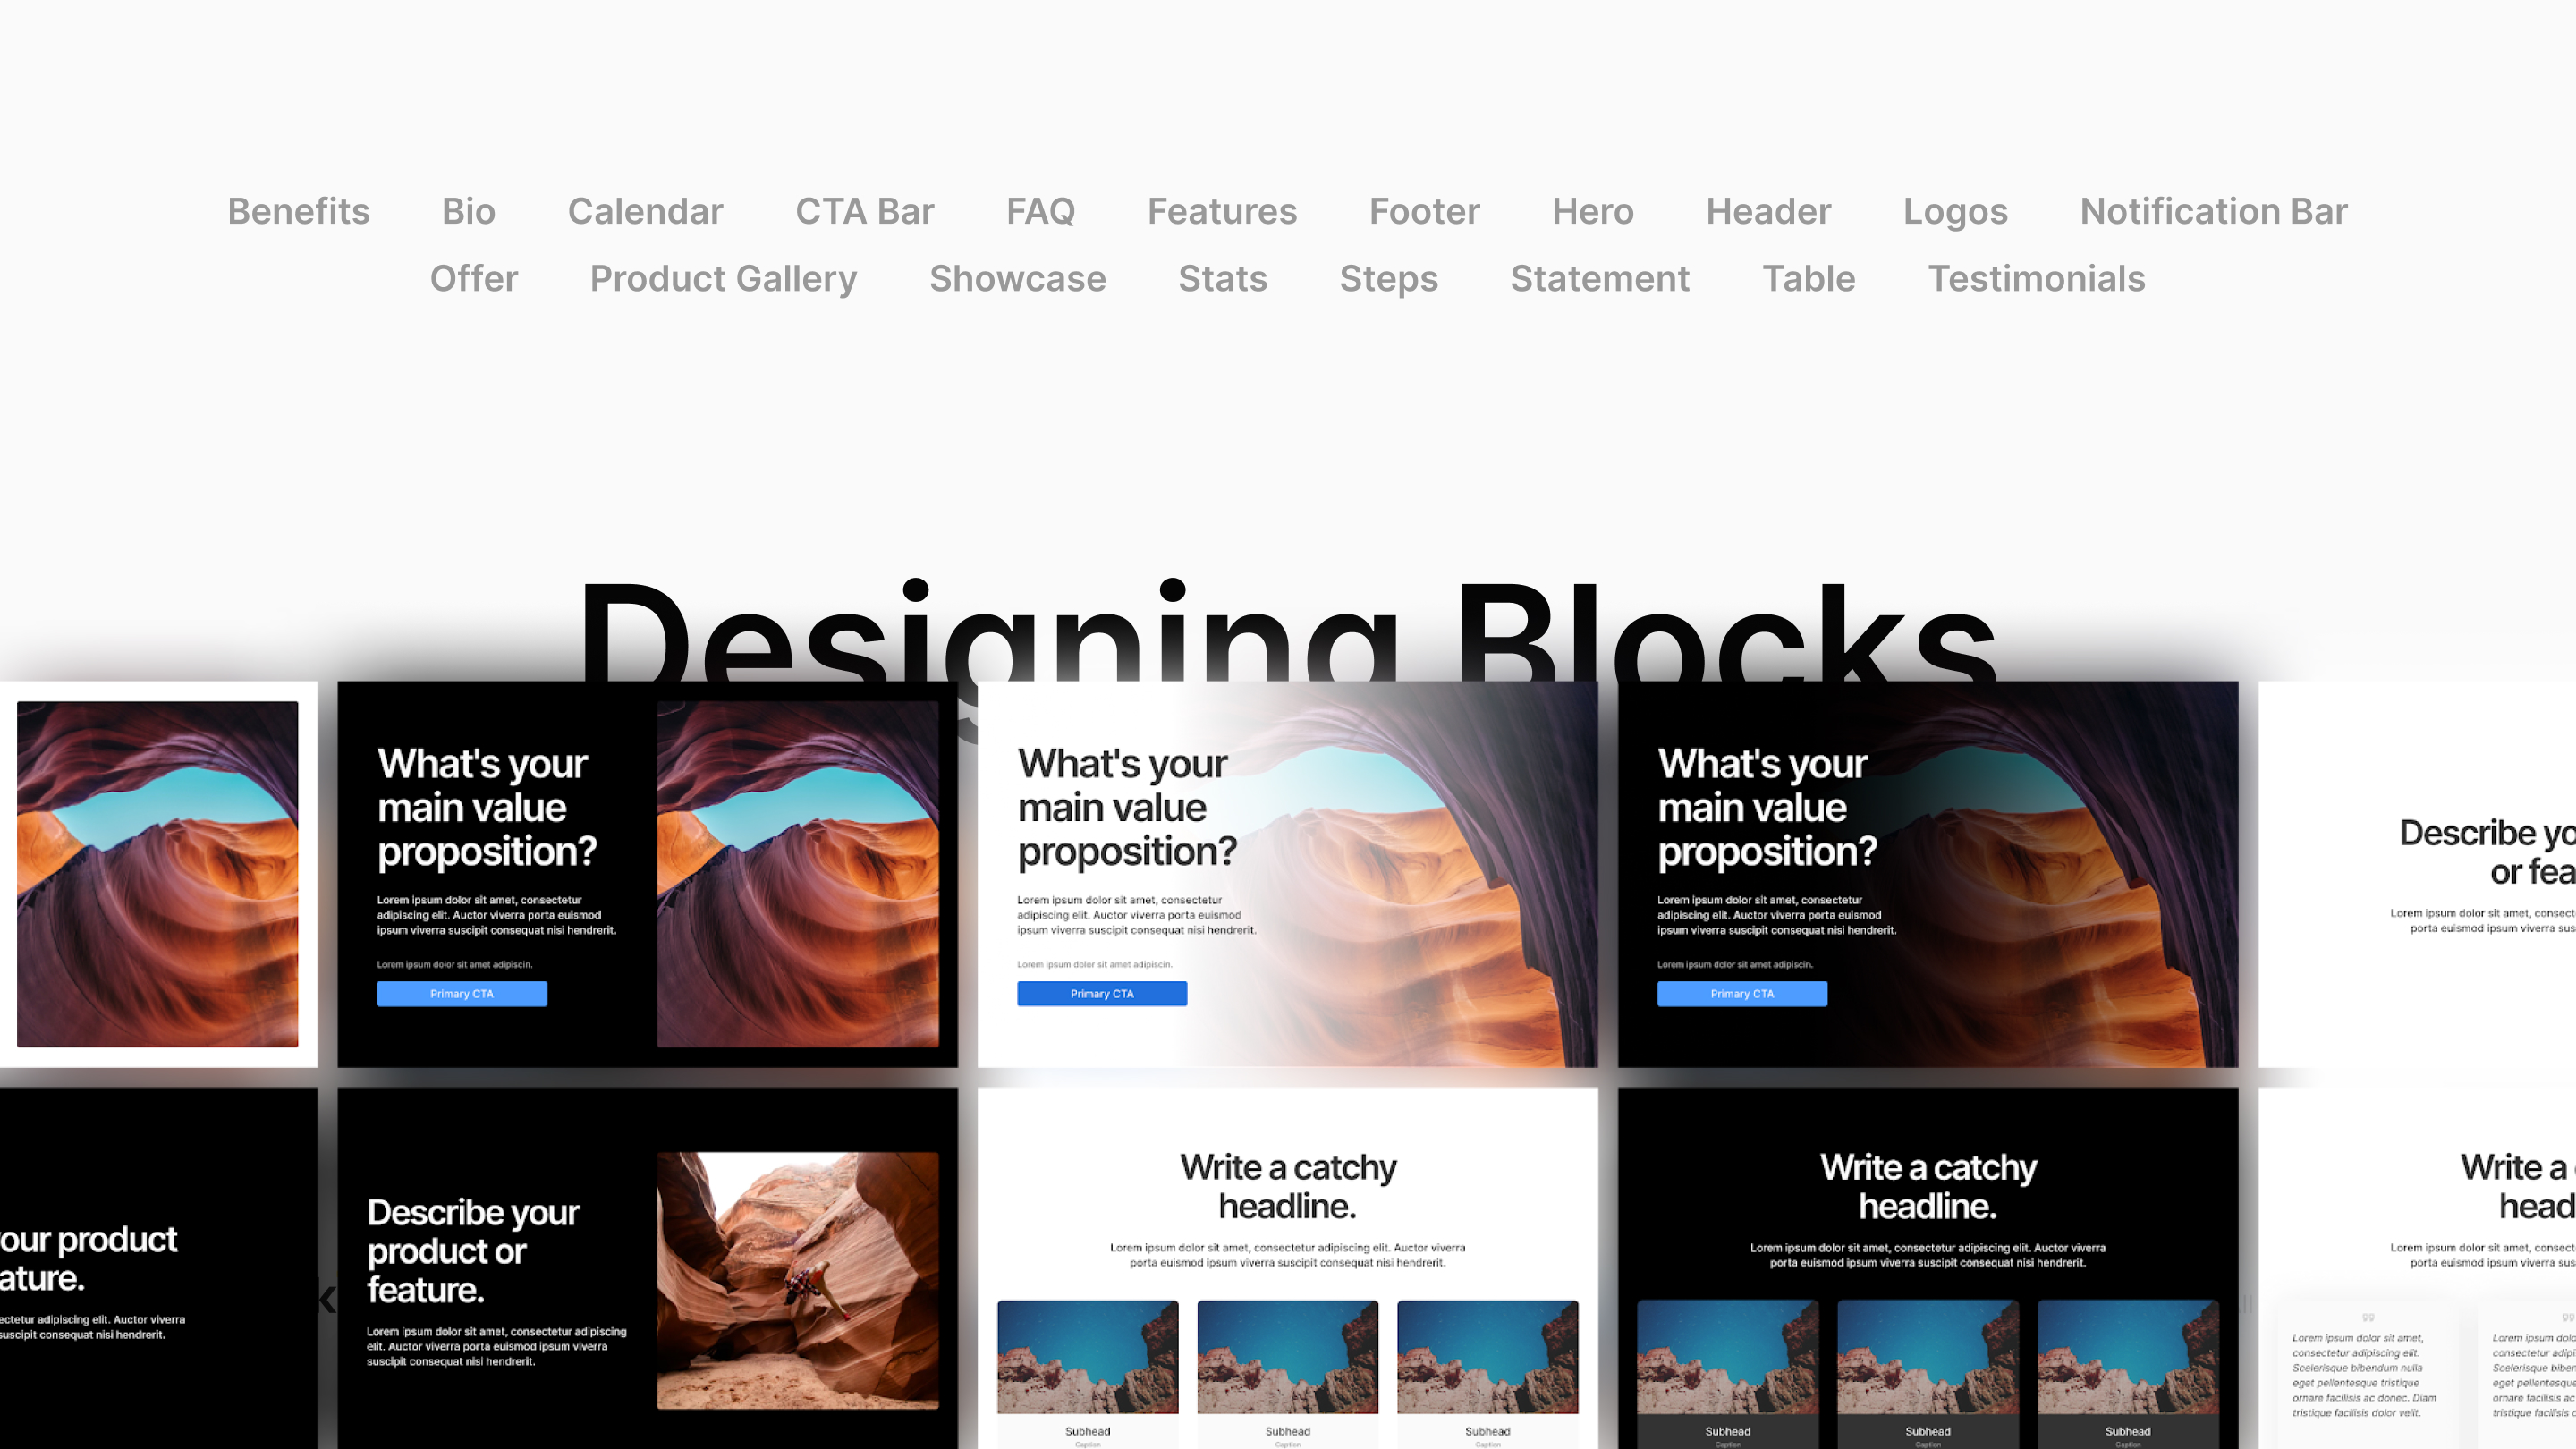 Benefits Bio Calendar CTA Bar FAQ Features Footer Hero Header Logos Notification Bar
Offer Product Gallery Showcase Stats Steps Statement Table Testimonials
Designing Blocks
What's your
main value
proposition?
Lorem ipsum dolor sit amet, consectetur
adipiscing elit. Auctor viverra porta euismod
ipsum viverra suscipit consequat nisi hendrerit.
Lorem ipsum dolor sit amet adipiscin.
Primary CTA
What's your
main value
proposition?
Lorem ipsum dolor sit amet, consectetur
adipiscing elit. Auctor viverra porta euismod
ipsum viverra suscipit consequat nisi hendrerit.
Lorem ipsum dolor sit amet adipiscin.
Primary CTA
What's your
main value
proposition?
Lorem ipsum dolor sit amet, consectetur
adipiscing elit. Auctor viverra porta euismod
ipsum viverra suscipit consequat nisi hendrerit.
Lorem ipsum dolor sit amet adipiscin.
Primary CTA
Describe
or
Lorem ipsum dolor sit amet,
porta euismod ipsum viverra
product
suscipit consequat nisi hendrerit.
adipiscing elit. Auctor viverra
Describe your
product or
feature.
Lorem ipsum dolor sit amet, consectetur adipiscing
elit. Auctor viverra porta euismod ipsum viverra
suscipit consequat nisi hendrerit.
Write a catchy
headline.
Lorem ipsum dolor sit amet, consectetur adipiscing elit. Auctor viverra
porta euismod ipsum viverra suscipit consequat nisi hendrerit.
Subhead
Caption
Subhead
Caption
Subhead
Caption
Write a catchy
headline.
Lorem ipsum dolor sit amet, consectetur adipiscing elit. Auctor viverra
porta euismod ipsum viverra suscipit consequat nisi hendrerit.
Subhead
Caption
Subhead
Caption
Subhead
Caption
Write a
head
Lorem ipsum dolor sit amet,
porta euismod ipsum viverra
Lorem ipsum dolor sit amet,
consectetur adipiscing elit.
Scelerisque bibendum nulla
eget pellentesque tristique
ornare facilisis ac donec. Diam
tristique facilisis dolor velit.
Lorem ipsum
consectetur
Scelerisque
eget pellentesque
ornare facilisis ac
tristique facilisis